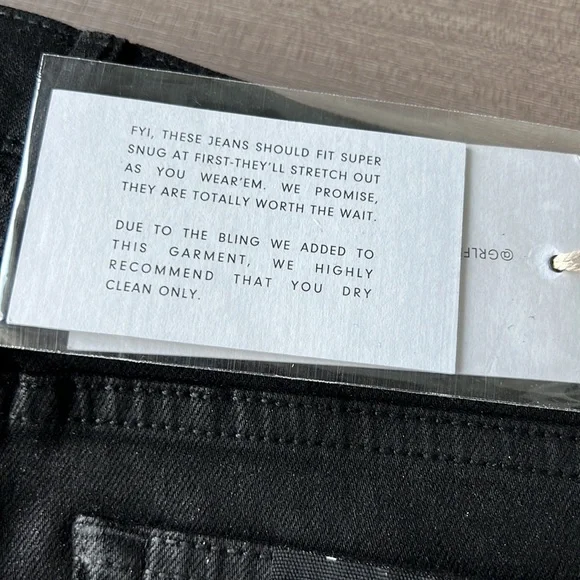 FYI, THESE JEANS SHOULD FIT SUPER
SNUG AT FIRST-THEY'LL STRETCH OUT
AS YOU WEAR'EM. WE PROMISE,
THEY ARE TOTALLY WORTH THE WAIT.
DUE TO THE BLING WE ADDED TO
THIS GARMENT, WE HIGHLY
RECOMMEND THAT YOU DRY
CLEAN ONLY.
@GRLF